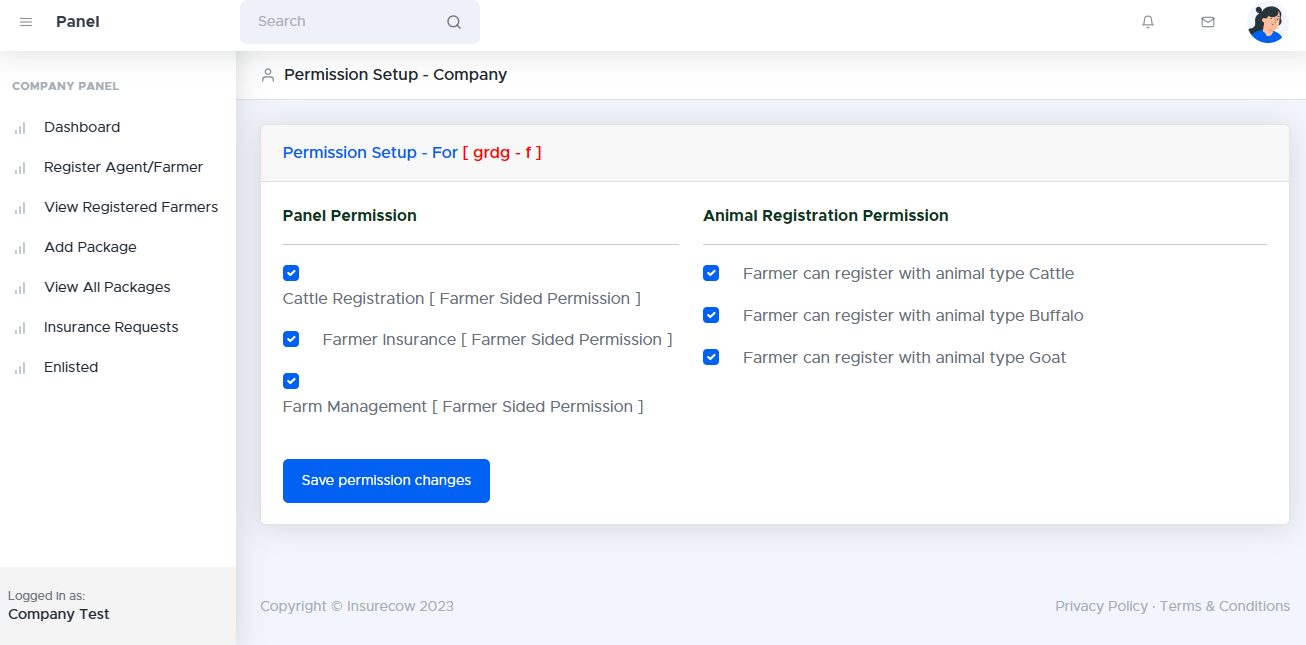 Panel
Search
COMPANY PANEL
Dashboard
Register Agent/Farmer
View Registered Farmers
Add Package
View All Packages
Insurance Requests
Enlisted
Logged in as:
Company Test
Permission Setup - Company
Permission Setup - For [ grdg - f ]
Panel Permission
Cattle Registration [ Farmer Sided Permission ]
Farmer Insurance [ Farmer Sided Permission ]
Farm Management [ Farmer Sided Permission ]
Animal Registration Permission
Farmer can register with animal type Cattle
Farmer can register with animal type Buffalo
Farmer can register with animal type Goat
Save permission changes
Copyright © Insurecow 2023
Privacy Policy · Terms & Conditions